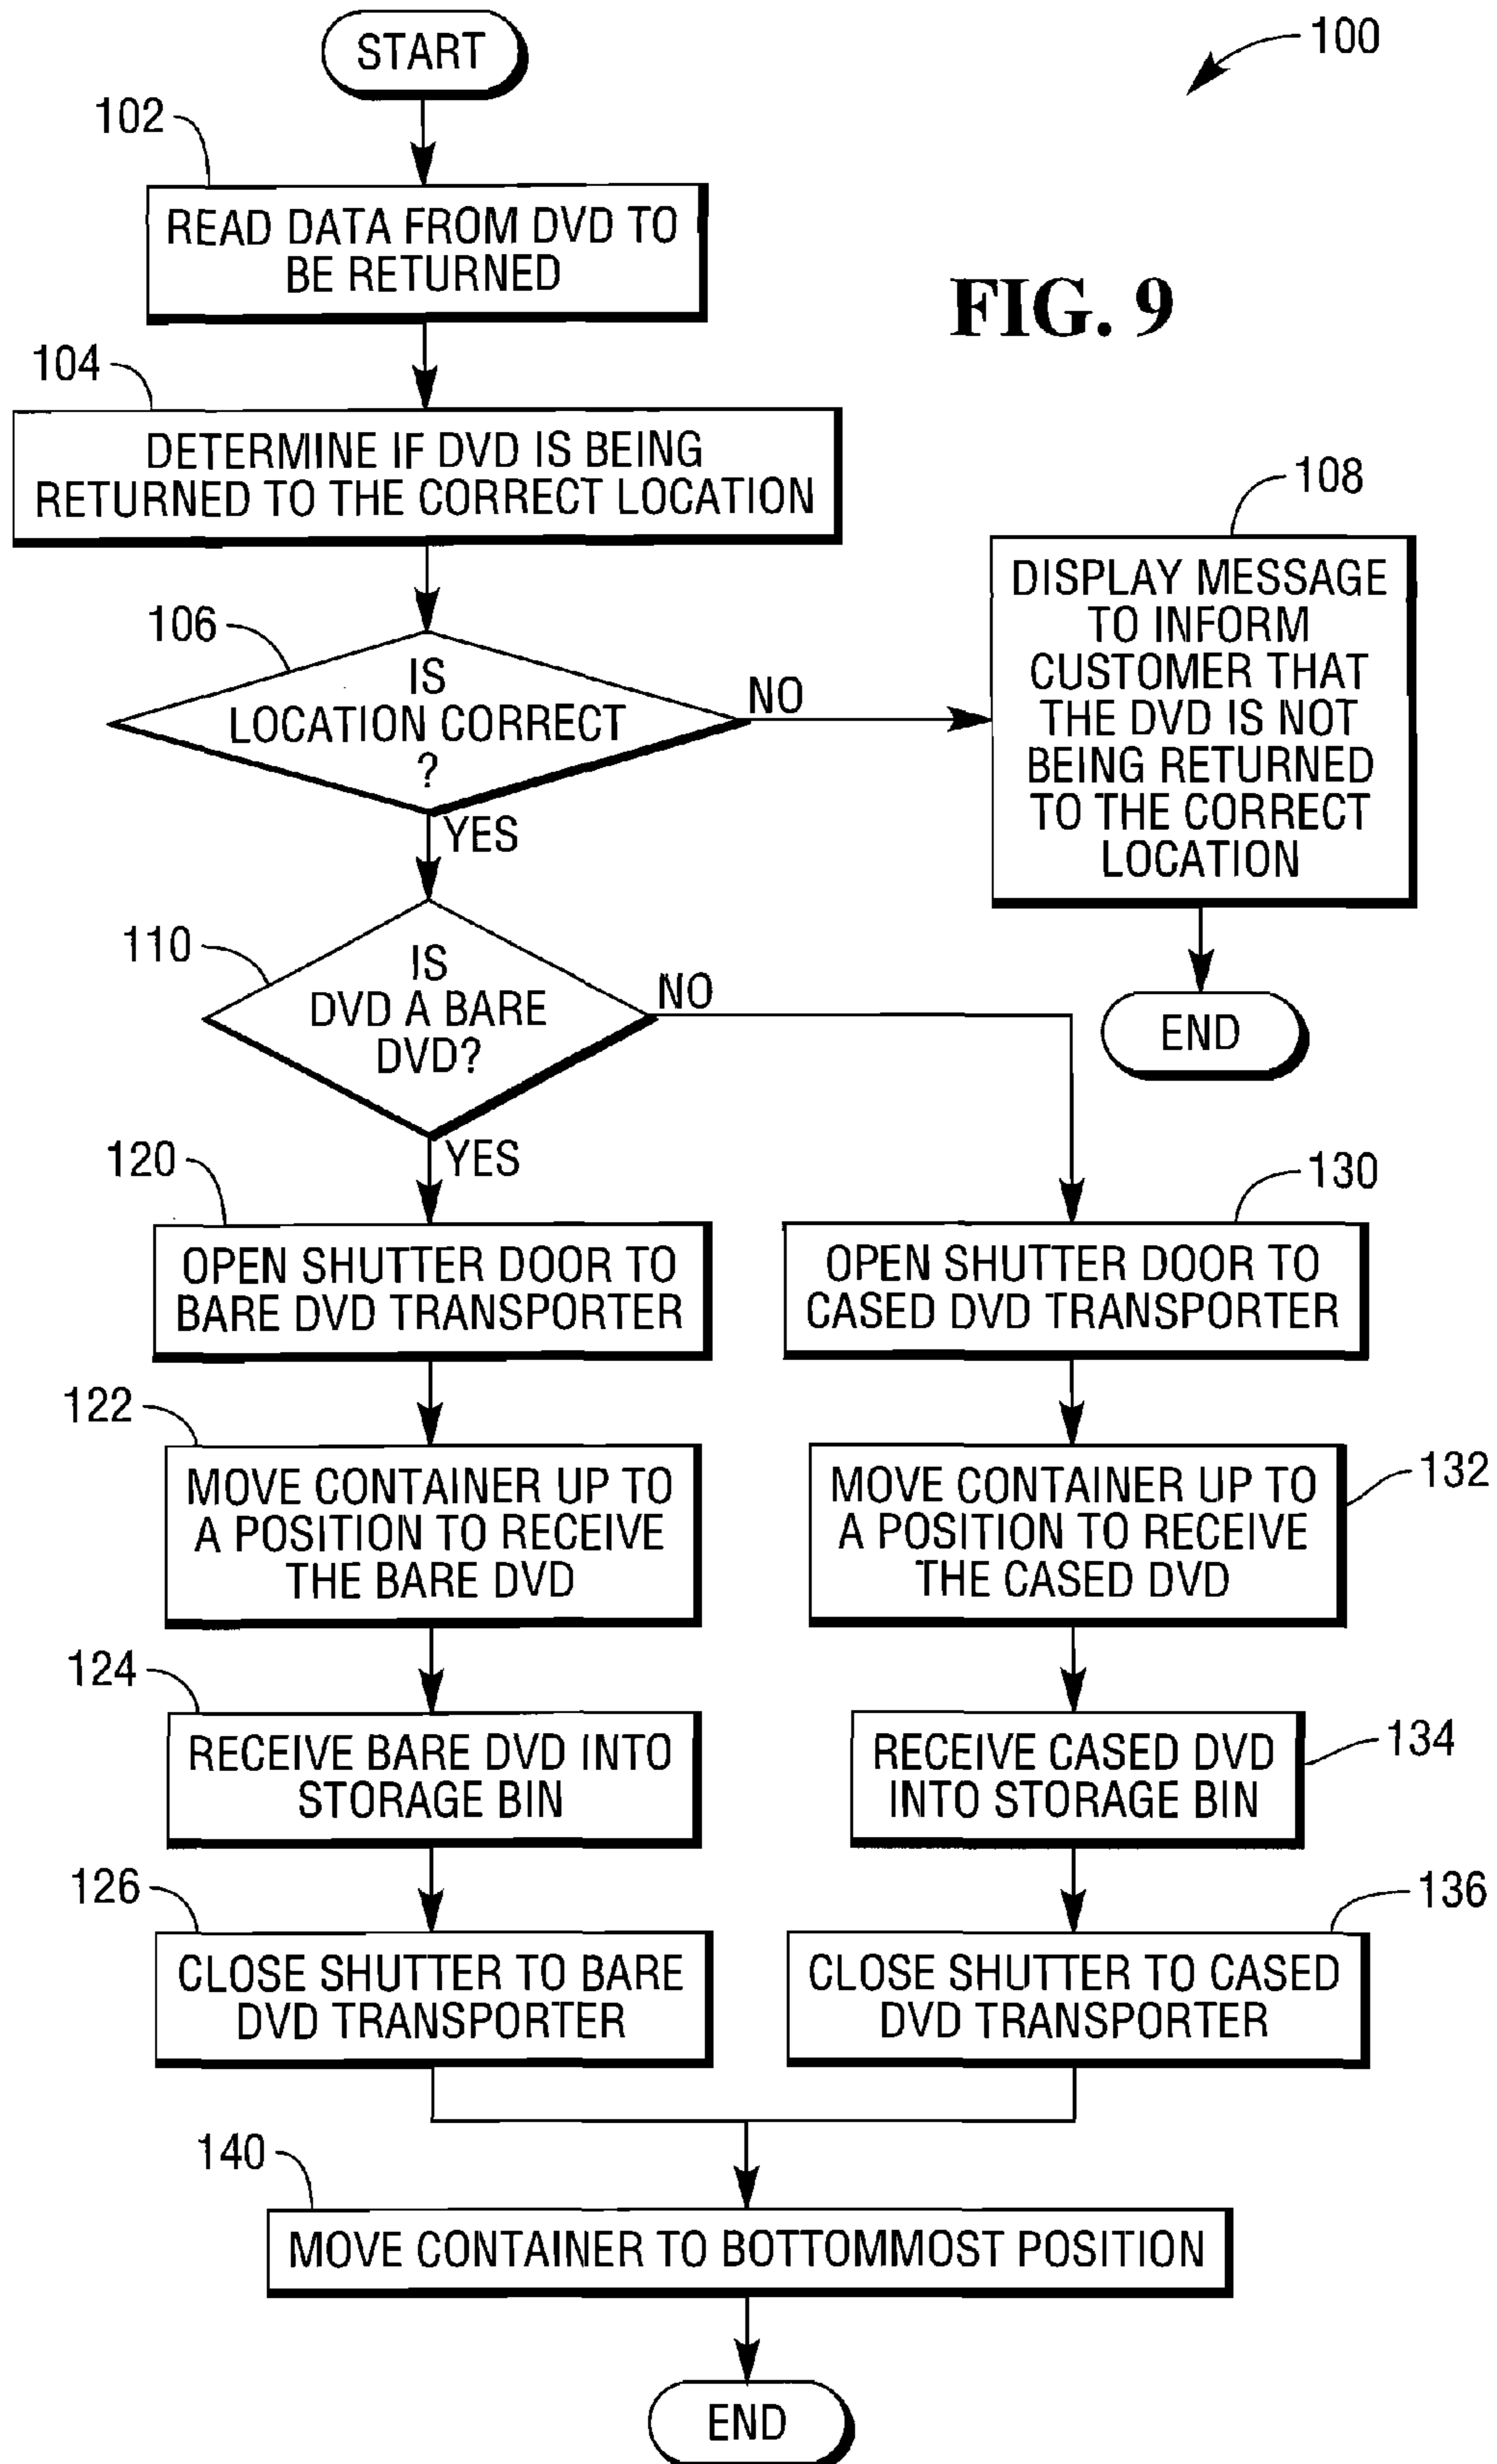 START
100
102
READ DATA FROM DVD TO
BE RETURNED
FIG. 9
104
DETERMINE IF DVD IS BEING
RETURNED TO THE CORRECT LOCATION
106
IS
LOCATION CORRECT
?
NO
YES
108
DISPLAY MESSAGE
TO INFORM
CUSTOMER THAT
THE DVD IS NOT
BEING RETURNED
TO THE CORRECT
LOCATION
END
110
IS
DVD A BARE
DVD?
NO
YES
120
OPEN SHUTTER DOOR TO
BARE DVD TRANSPORTER
130
OPEN SHUTTER DOOR TO
CASED DVD TRANSPORTER
122
MOVE CONTAINER UP TO
A POSITION TO RECEIVE
THE BARE DVD
132
MOVE CONTAINER UP TO
A POSITION TO RECEIVE
THE CASED DVD
124
RECEIVE BARE DVD INTO
STORAGE BIN
134
RECEIVE CASED DVD
INTO STORAGE BIN
126
CLOSE SHUTTER TO BARE
DVD TRANSPORTER
136
CLOSE SHUTTER TO CASED
DVD TRANSPORTER
140
MOVE CONTAINER TO BOTTOMMOST POSITION
END